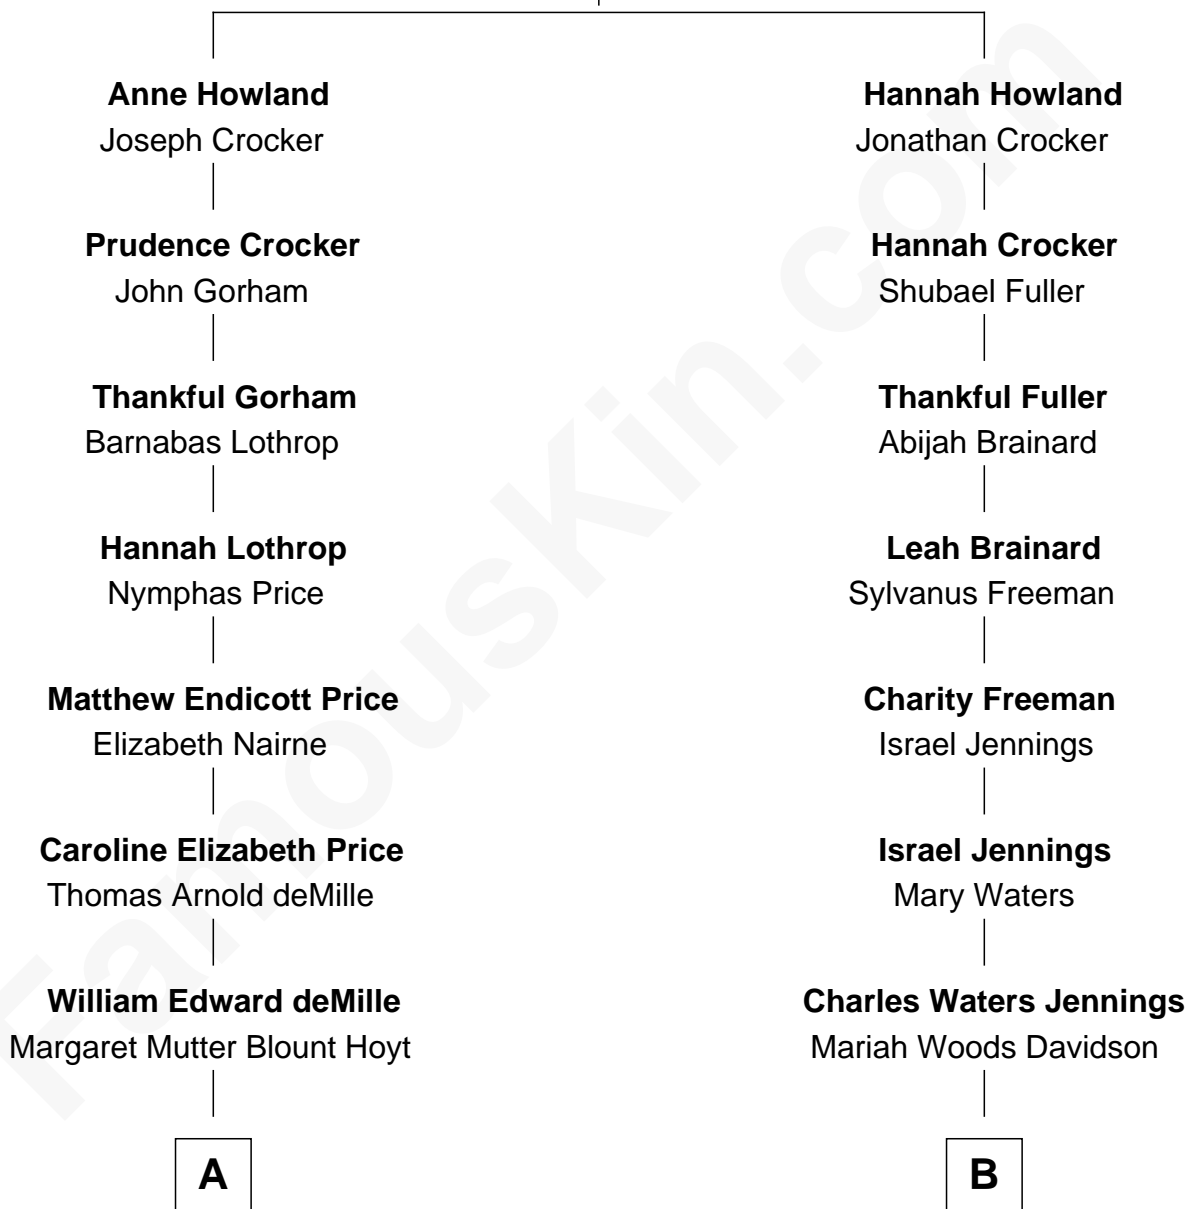 Anne Howland
Joseph Crocker
Hannah Howland
Jonathan Crocker
Prudence Crocker
John Gorham
Hannah Crocker
Shubael Fuller
Thankful Gorham
Barnabas Lothrop
Thankful Fuller
Abijah Brainard
Hannah Lothrop
Nymphas Price
Leah Brainard
Sylvanus Freeman
Matthew Endicott Price
Elizabeth Nairne
Charity Freeman
Israel Jennings
Caroline Elizabeth Price
Thomas Arnold deMille
Israel Jennings
Mary Waters
William Edward deMille
Margaret Mutter Blount Hoyt
Charles Waters Jennings
Mariah Woods Davidson
A
B
FamousKin.com